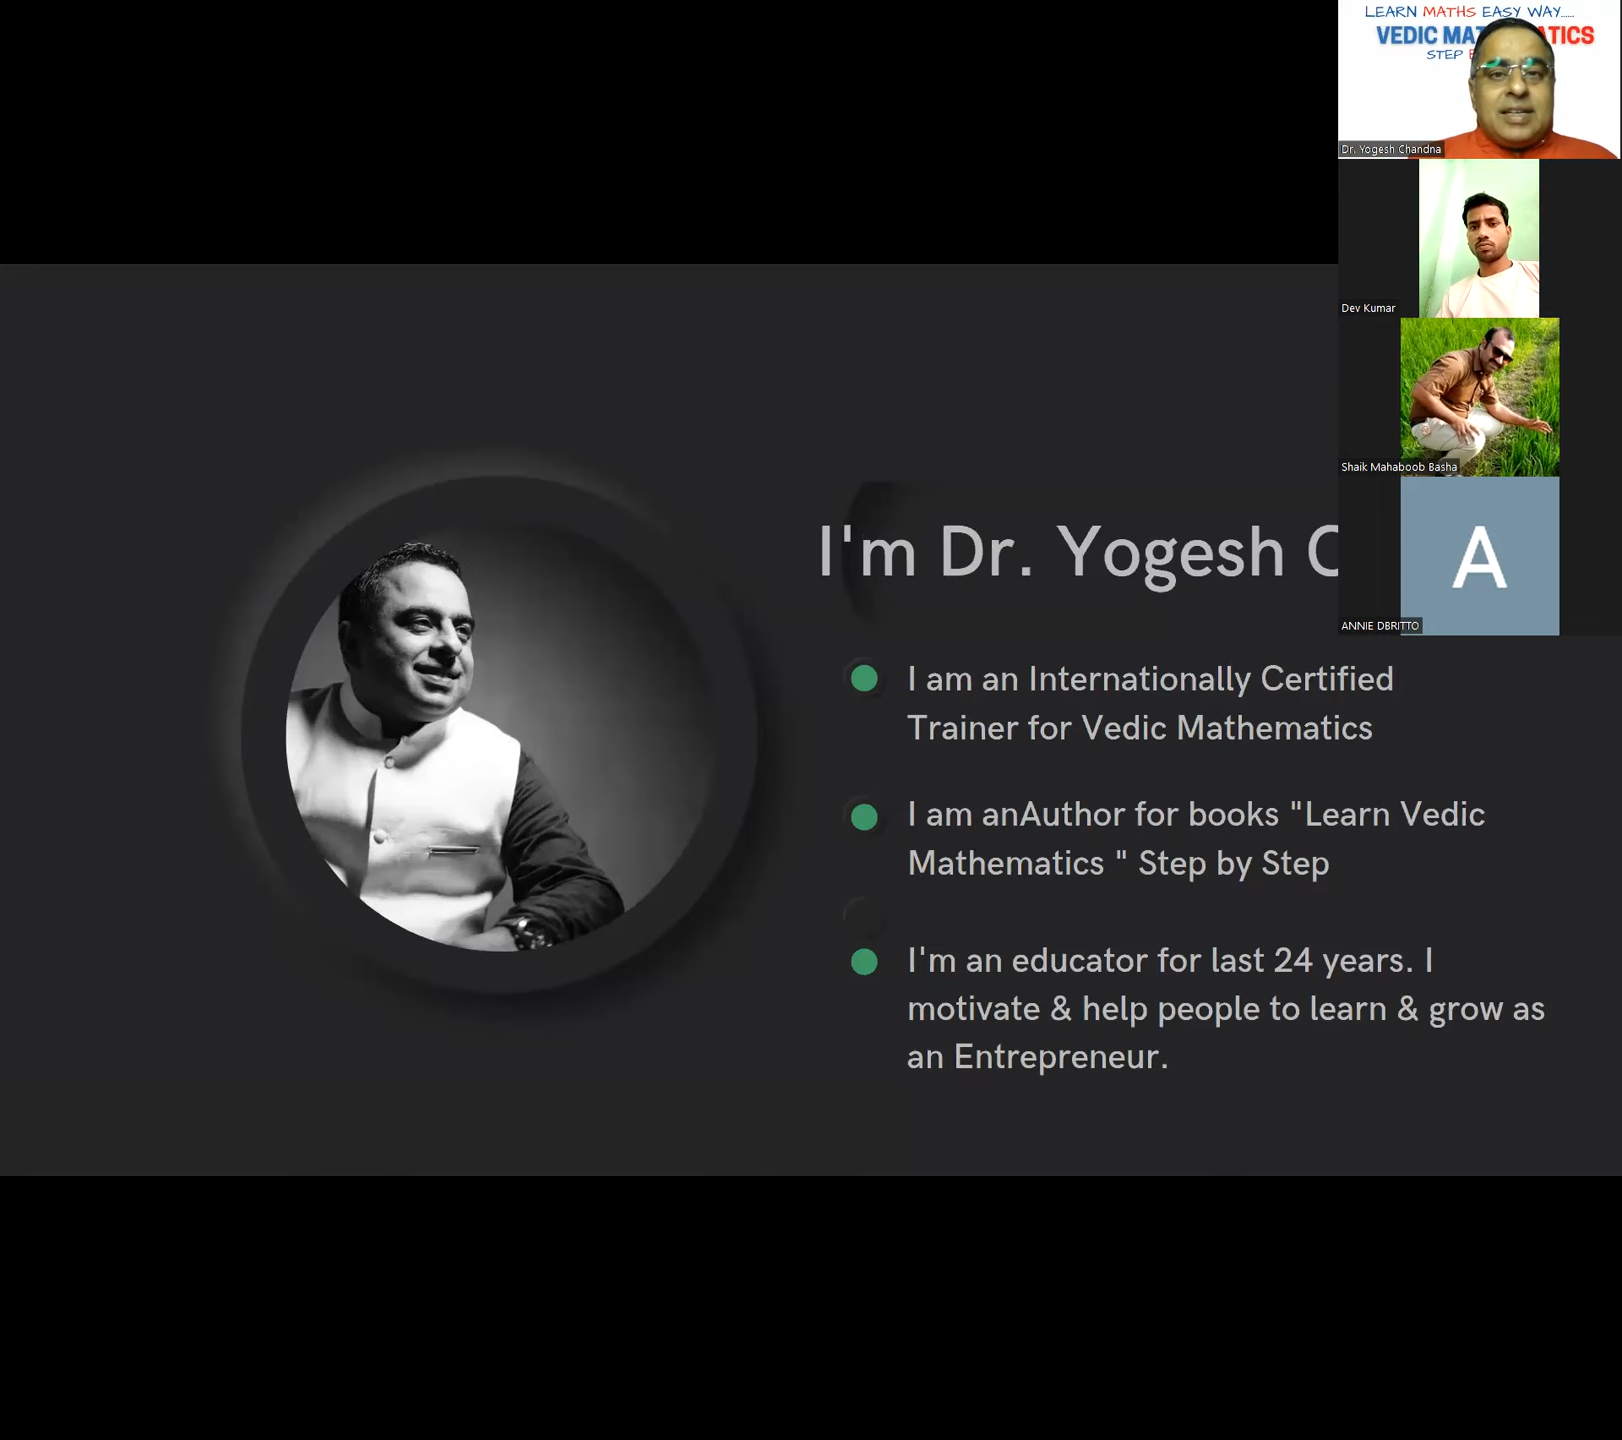 LEARN MATHS EASY WAY.....
VEDIC MAT ATICS
STEP
Dr. Yogesh Chandna
Dev Kumar
Shaik Mahaboob Basha
A
ANNIE DBRITTO
I'm Dr. Yogesh C
I am an Internationally Certified
Trainer for Vedic Mathematics
I am anAuthor for books "Learn Vedic
Mathematics " Step by Step
I'm an educator for last 24 years. I
motivate & help people to learn & grow as
an Entrepreneur.